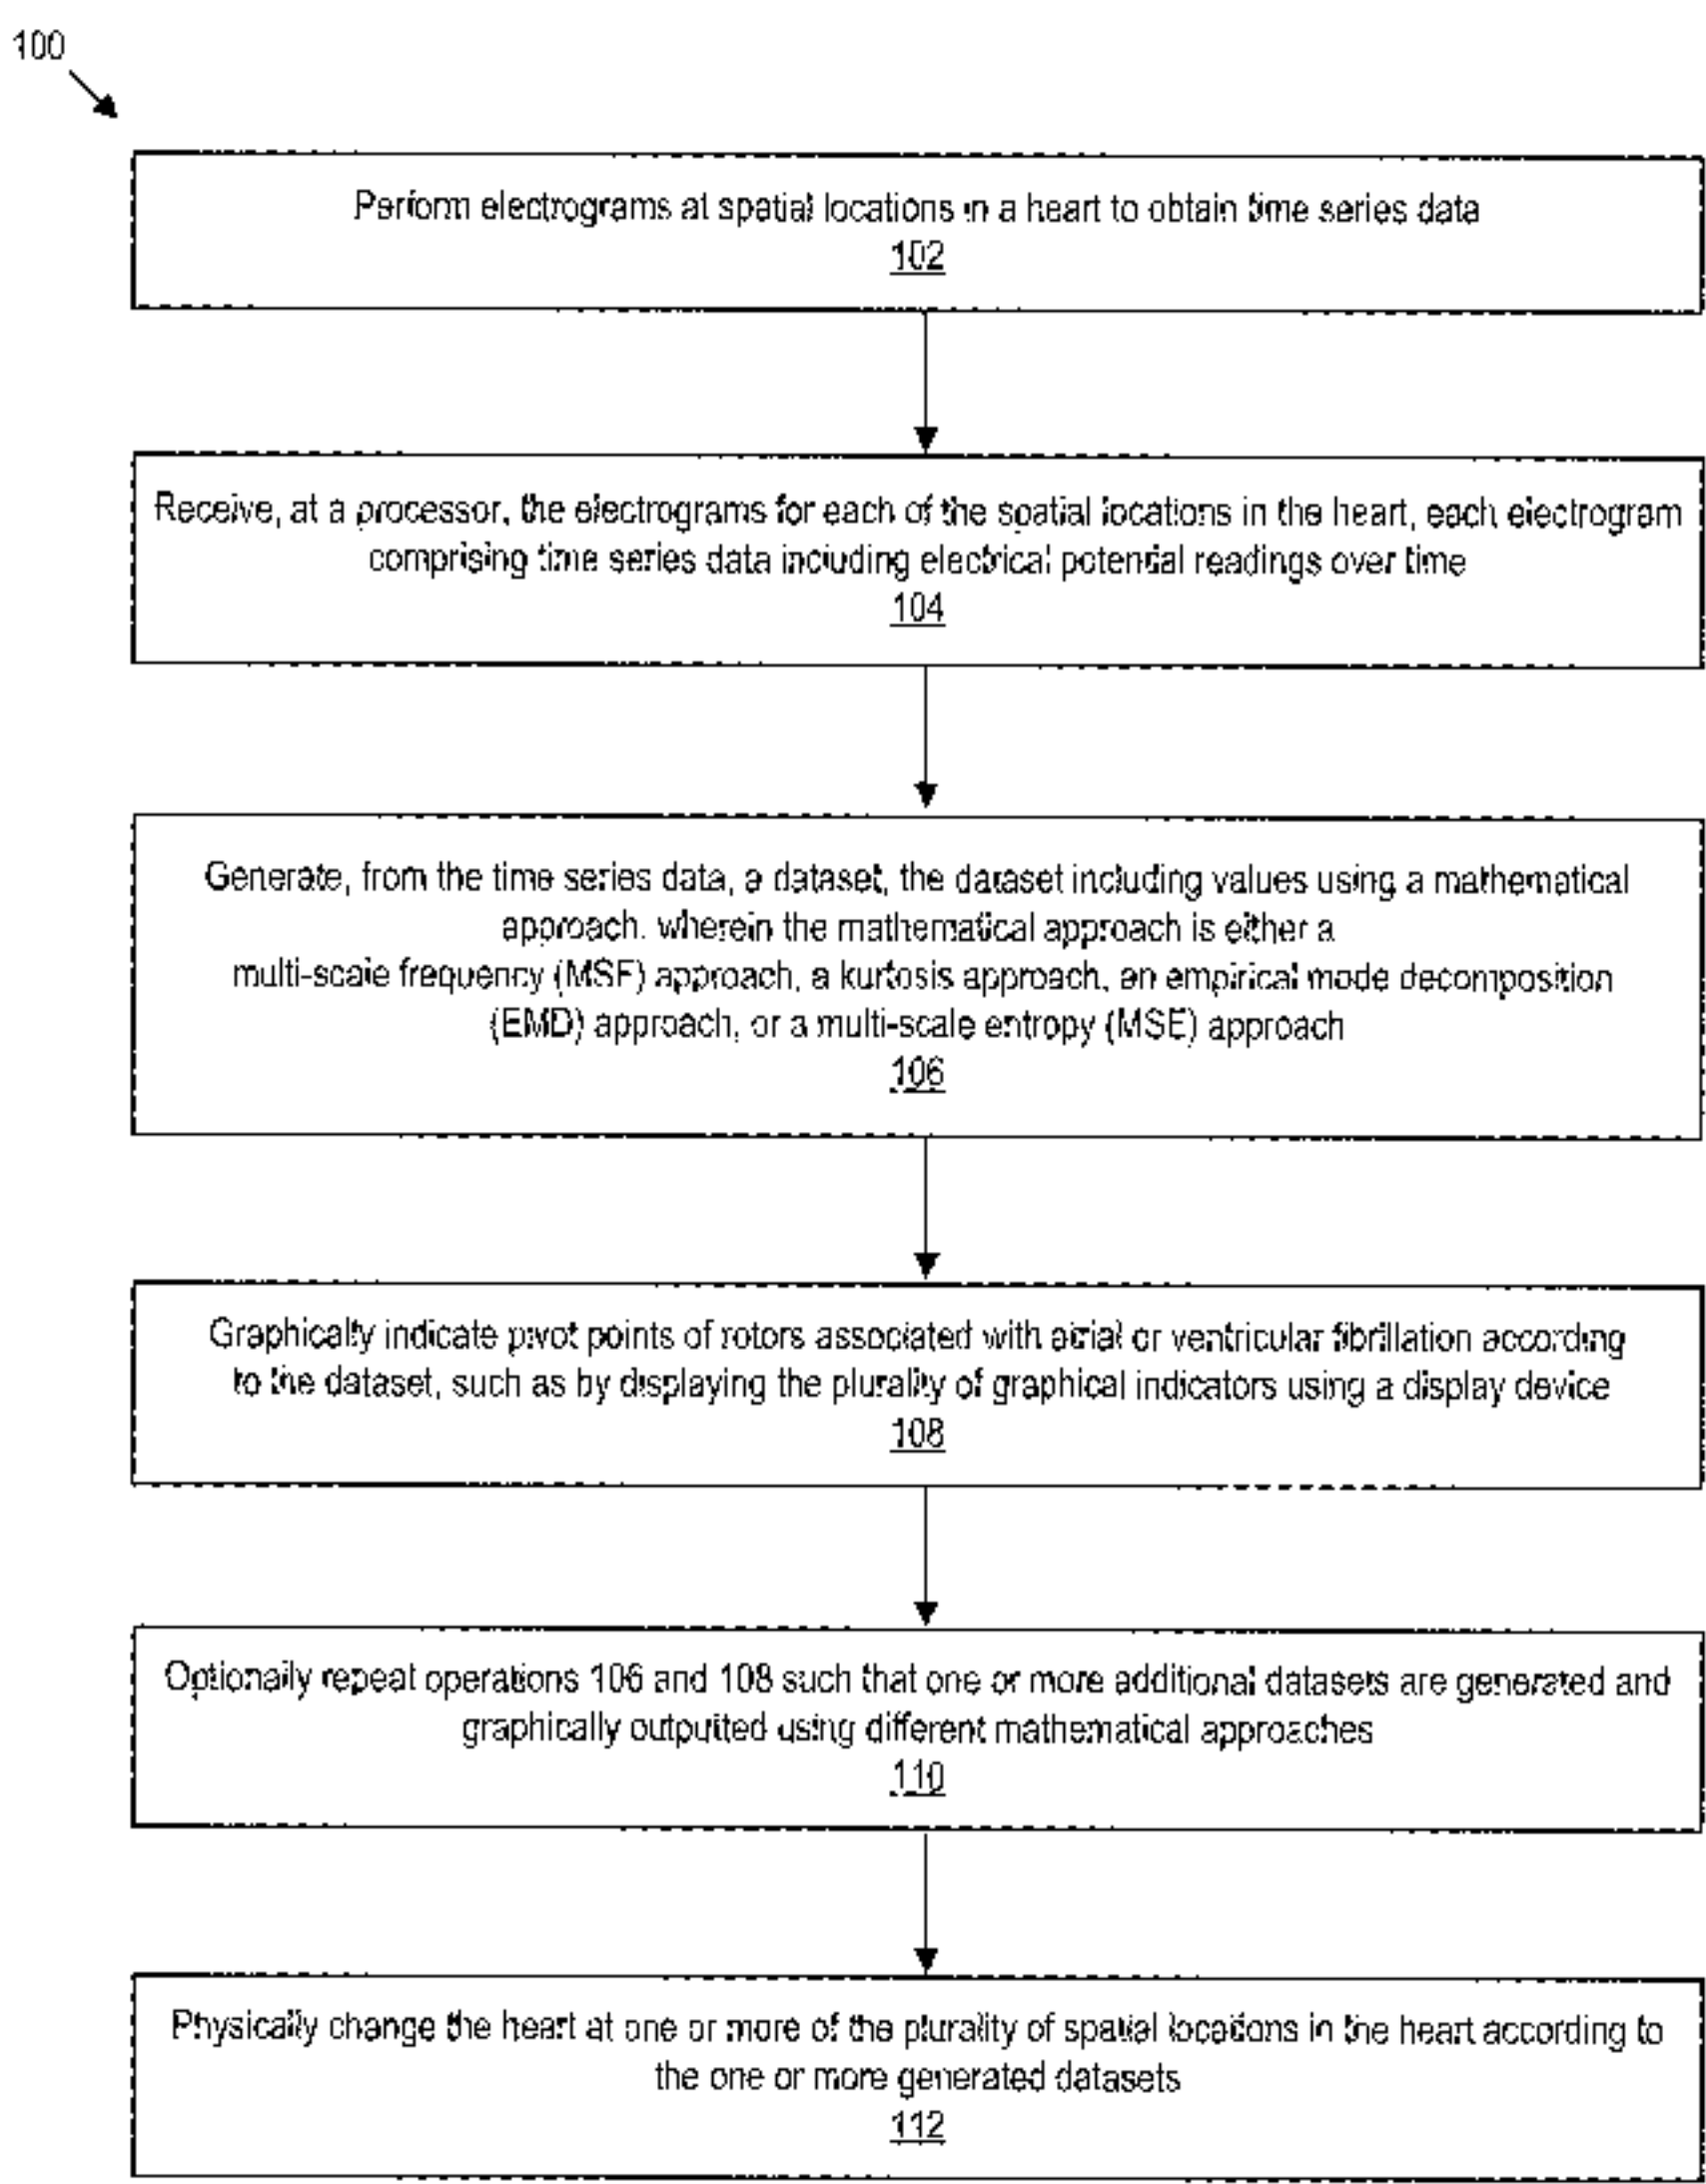 100
Perform electrograms at spatial locations in a heart to obtain time series data
102
Receive, at a processor, the electrograms for each of the spatial locations in the heart, each electrogram
comprising time series data including electrical potential readings over time
104
Generate, from the time series data, a dataset, the dataset including values using a mathematical
approach, wherein the mathematical approach is either a
multi-scale frequency (MSF) approach, a kurtosis approach, an empirical mode decomposition
(EMD) approach, or a multi-scale entropy (MSE) approach
106
Graphically indicate pivot points of rotors associated with atrial or ventricular fibrillation according
to the dataset, such as by displaying the plurality of graphical indicators using a display device
108
Optionally repeat operations 106 and 108 such that one or more additional datasets are generated and
graphically outputted using different mathematical approaches
110
Physically change the heart at one or more of the plurality of spatial locations in the heart according to
the one or more generated datasets
112